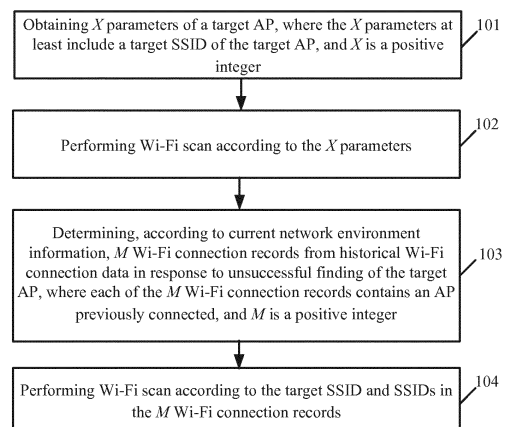 Obtaining X parameters of a target AP, where the X parameters at
least include a target SSID of the target AP, and X is a positive
integer
101
102
Performing Wi-Fi scan according to the X parameters
Determining, according to current network environment
information, M Wi-Fi connection records from historical Wi-Fi
connection data in response to unsuccessful finding of the target
AP, where each of the M Wi-Fi connection records contains an AP
previously connected, and M is a positive integer
103
Performing Wi-Fi scan according to the target SSID and SSIDs in
the M Wi-Fi connection records
104